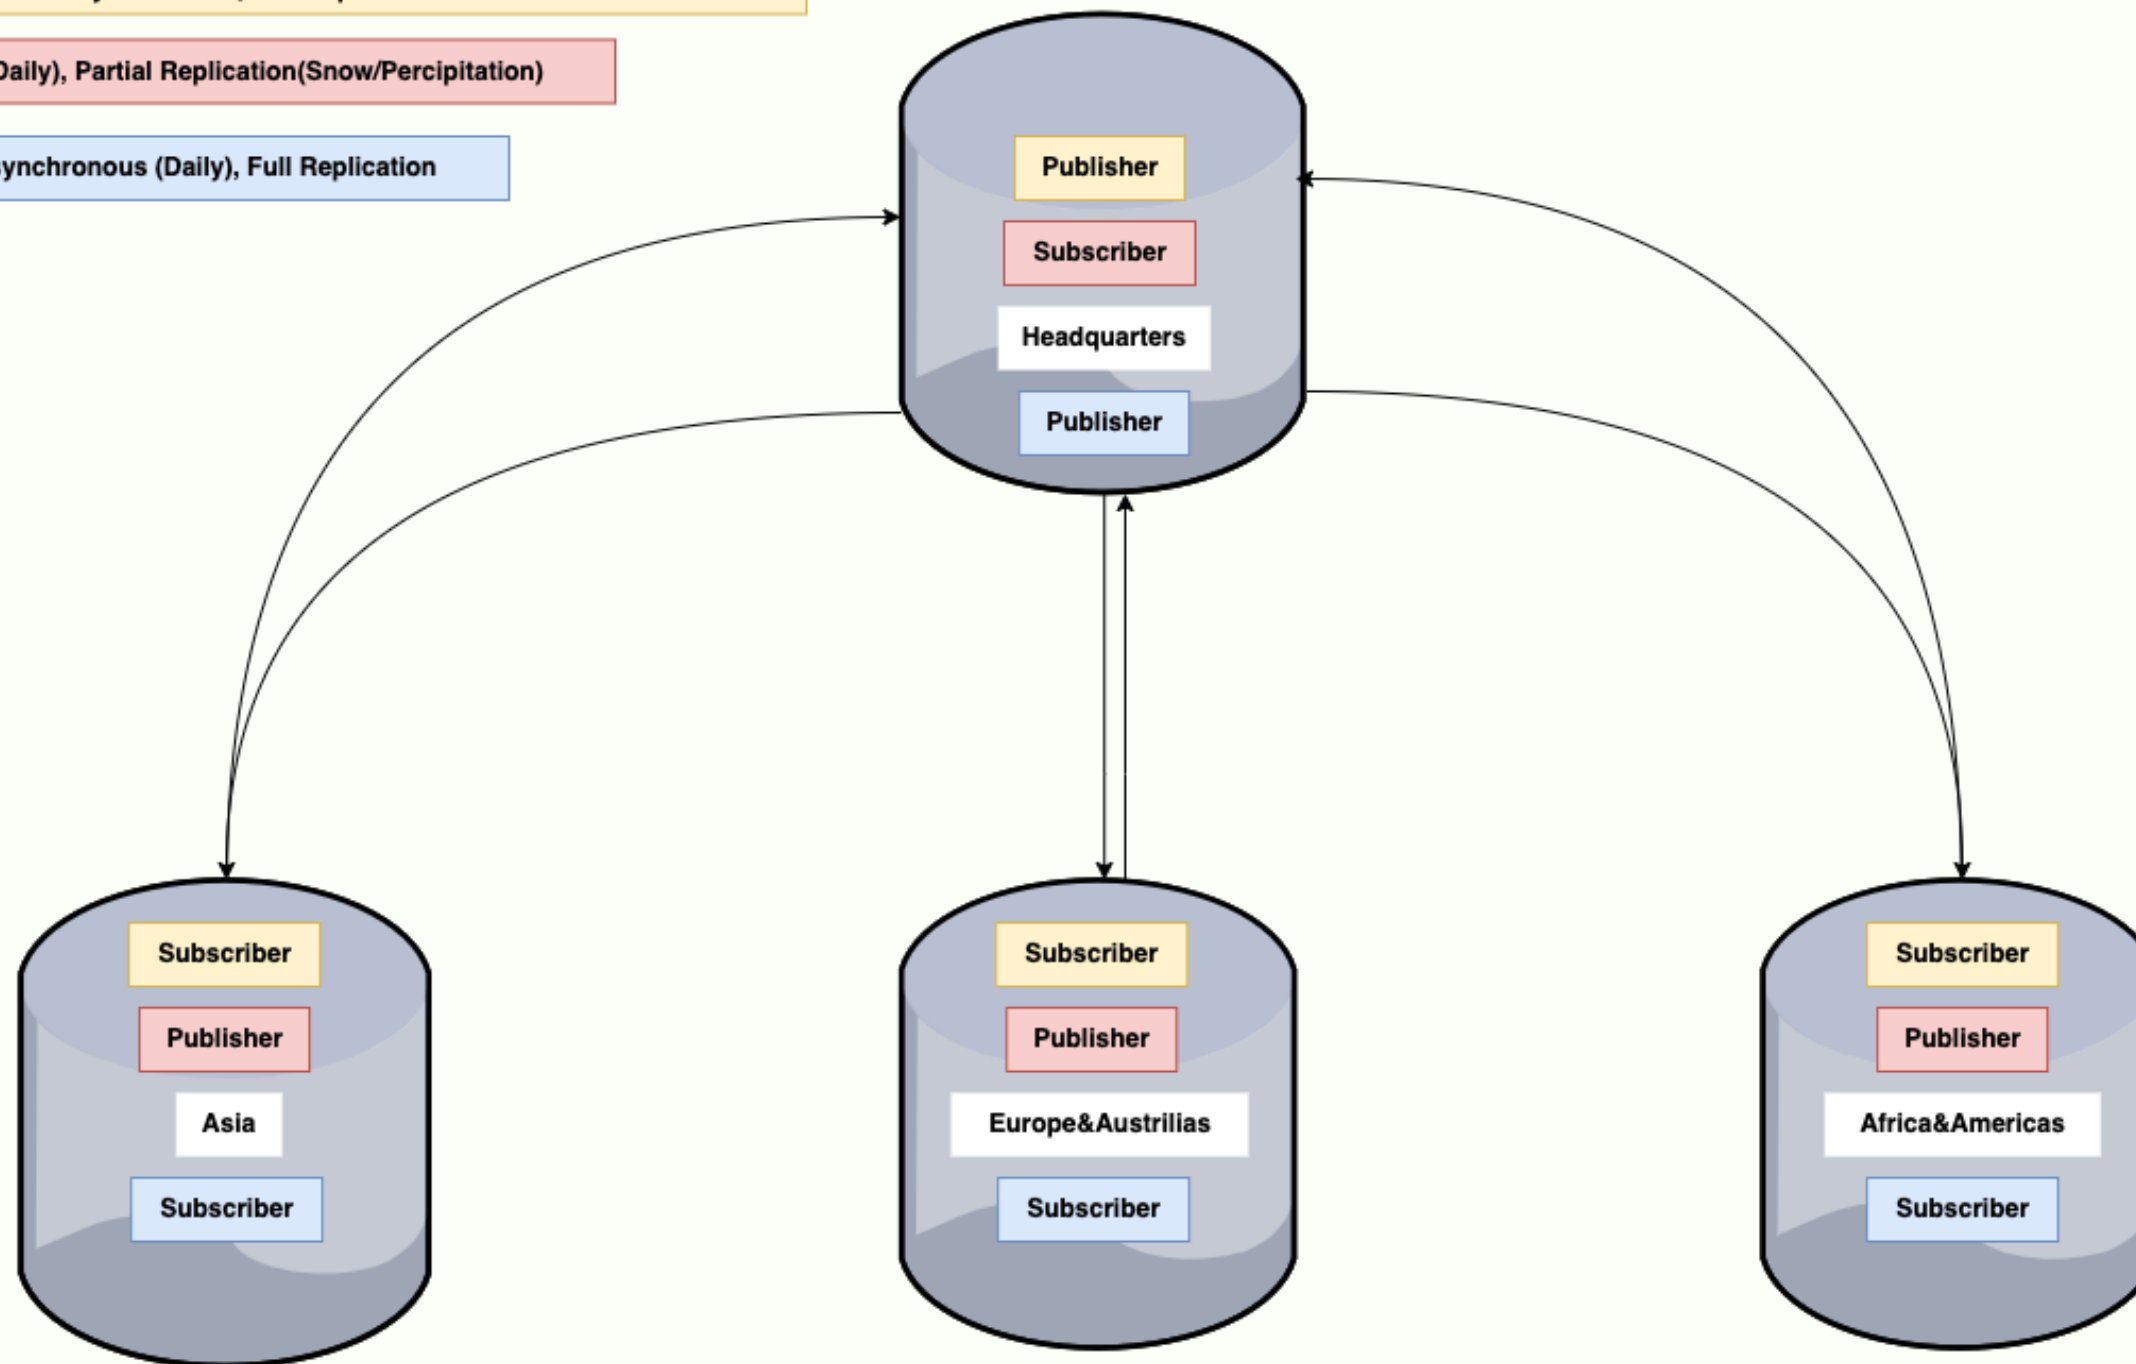 Daily), Partial Replication(Snow/Percipitation)
ynchronous (Daily), Full Replication
Publisher
Subscriber
Headquarters
Publisher
Subscriber
Publisher
Asia
Subscriber
Subscriber
Publisher
Europe&Austrilias
Subscriber
Subscriber
Publisher
Africa&Americas
Subscriber